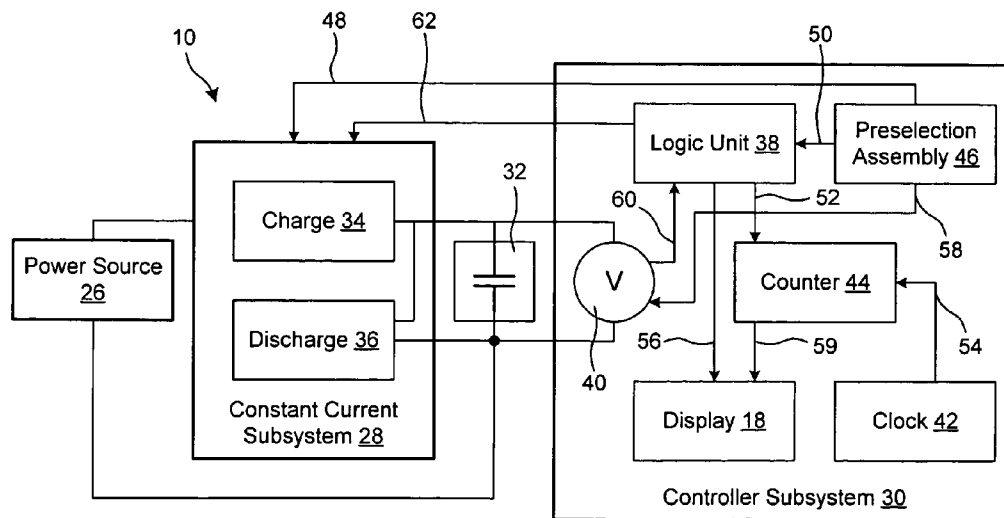 48
62
10
50
Logic Unit 38
Preselection
Assembly 46
32
Charge 34
60
52
58
Power Source
26
V
Counter 44
Discharge 36
40
56
59
54
Constant Current
Subsystem 28
Display 18
Clock 42
Controller Subsystem 30